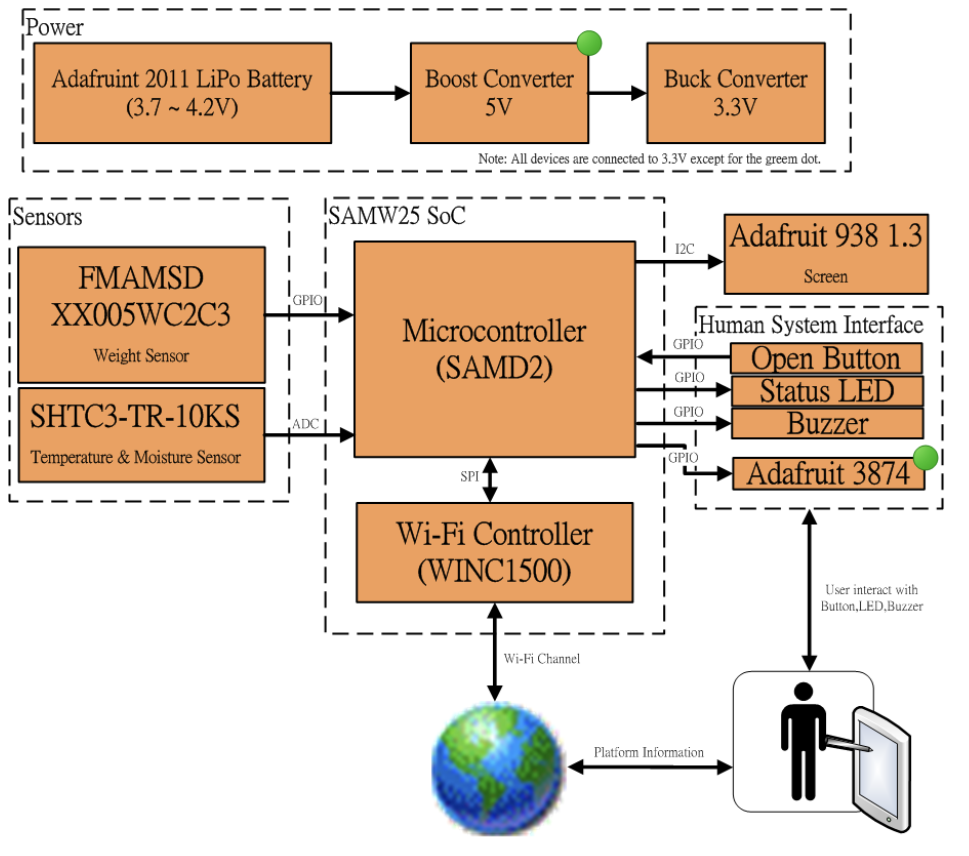 Power
Adafruint 2011 LiPo Battery
(3.7 ~ 4.2V)
Boost Converter
5V
Buck Converter
3.3V
Note: All devices are connected to 3.3V except for the greem dot.
Sensors
FMAMSD
XX005WC2C3
Weight Sensor
GPIO
SHTC3-TR-10KS
Temperature & Moisture Sensor
ADC
SAMW25 SoC
Microcontroller
(SAMD2)
SPI
Wi-Fi Controller
(WINC1500)
Wi-Fi Channel
I2C
Adafruit 938 1.3
Screen
Human System Interface
GPIO
Open Button
GPIO
Status LED
GPIO
Buzzer
GPIO
Adafruit 3874
User interact with
Button,LED,Buzzer
Platform Information